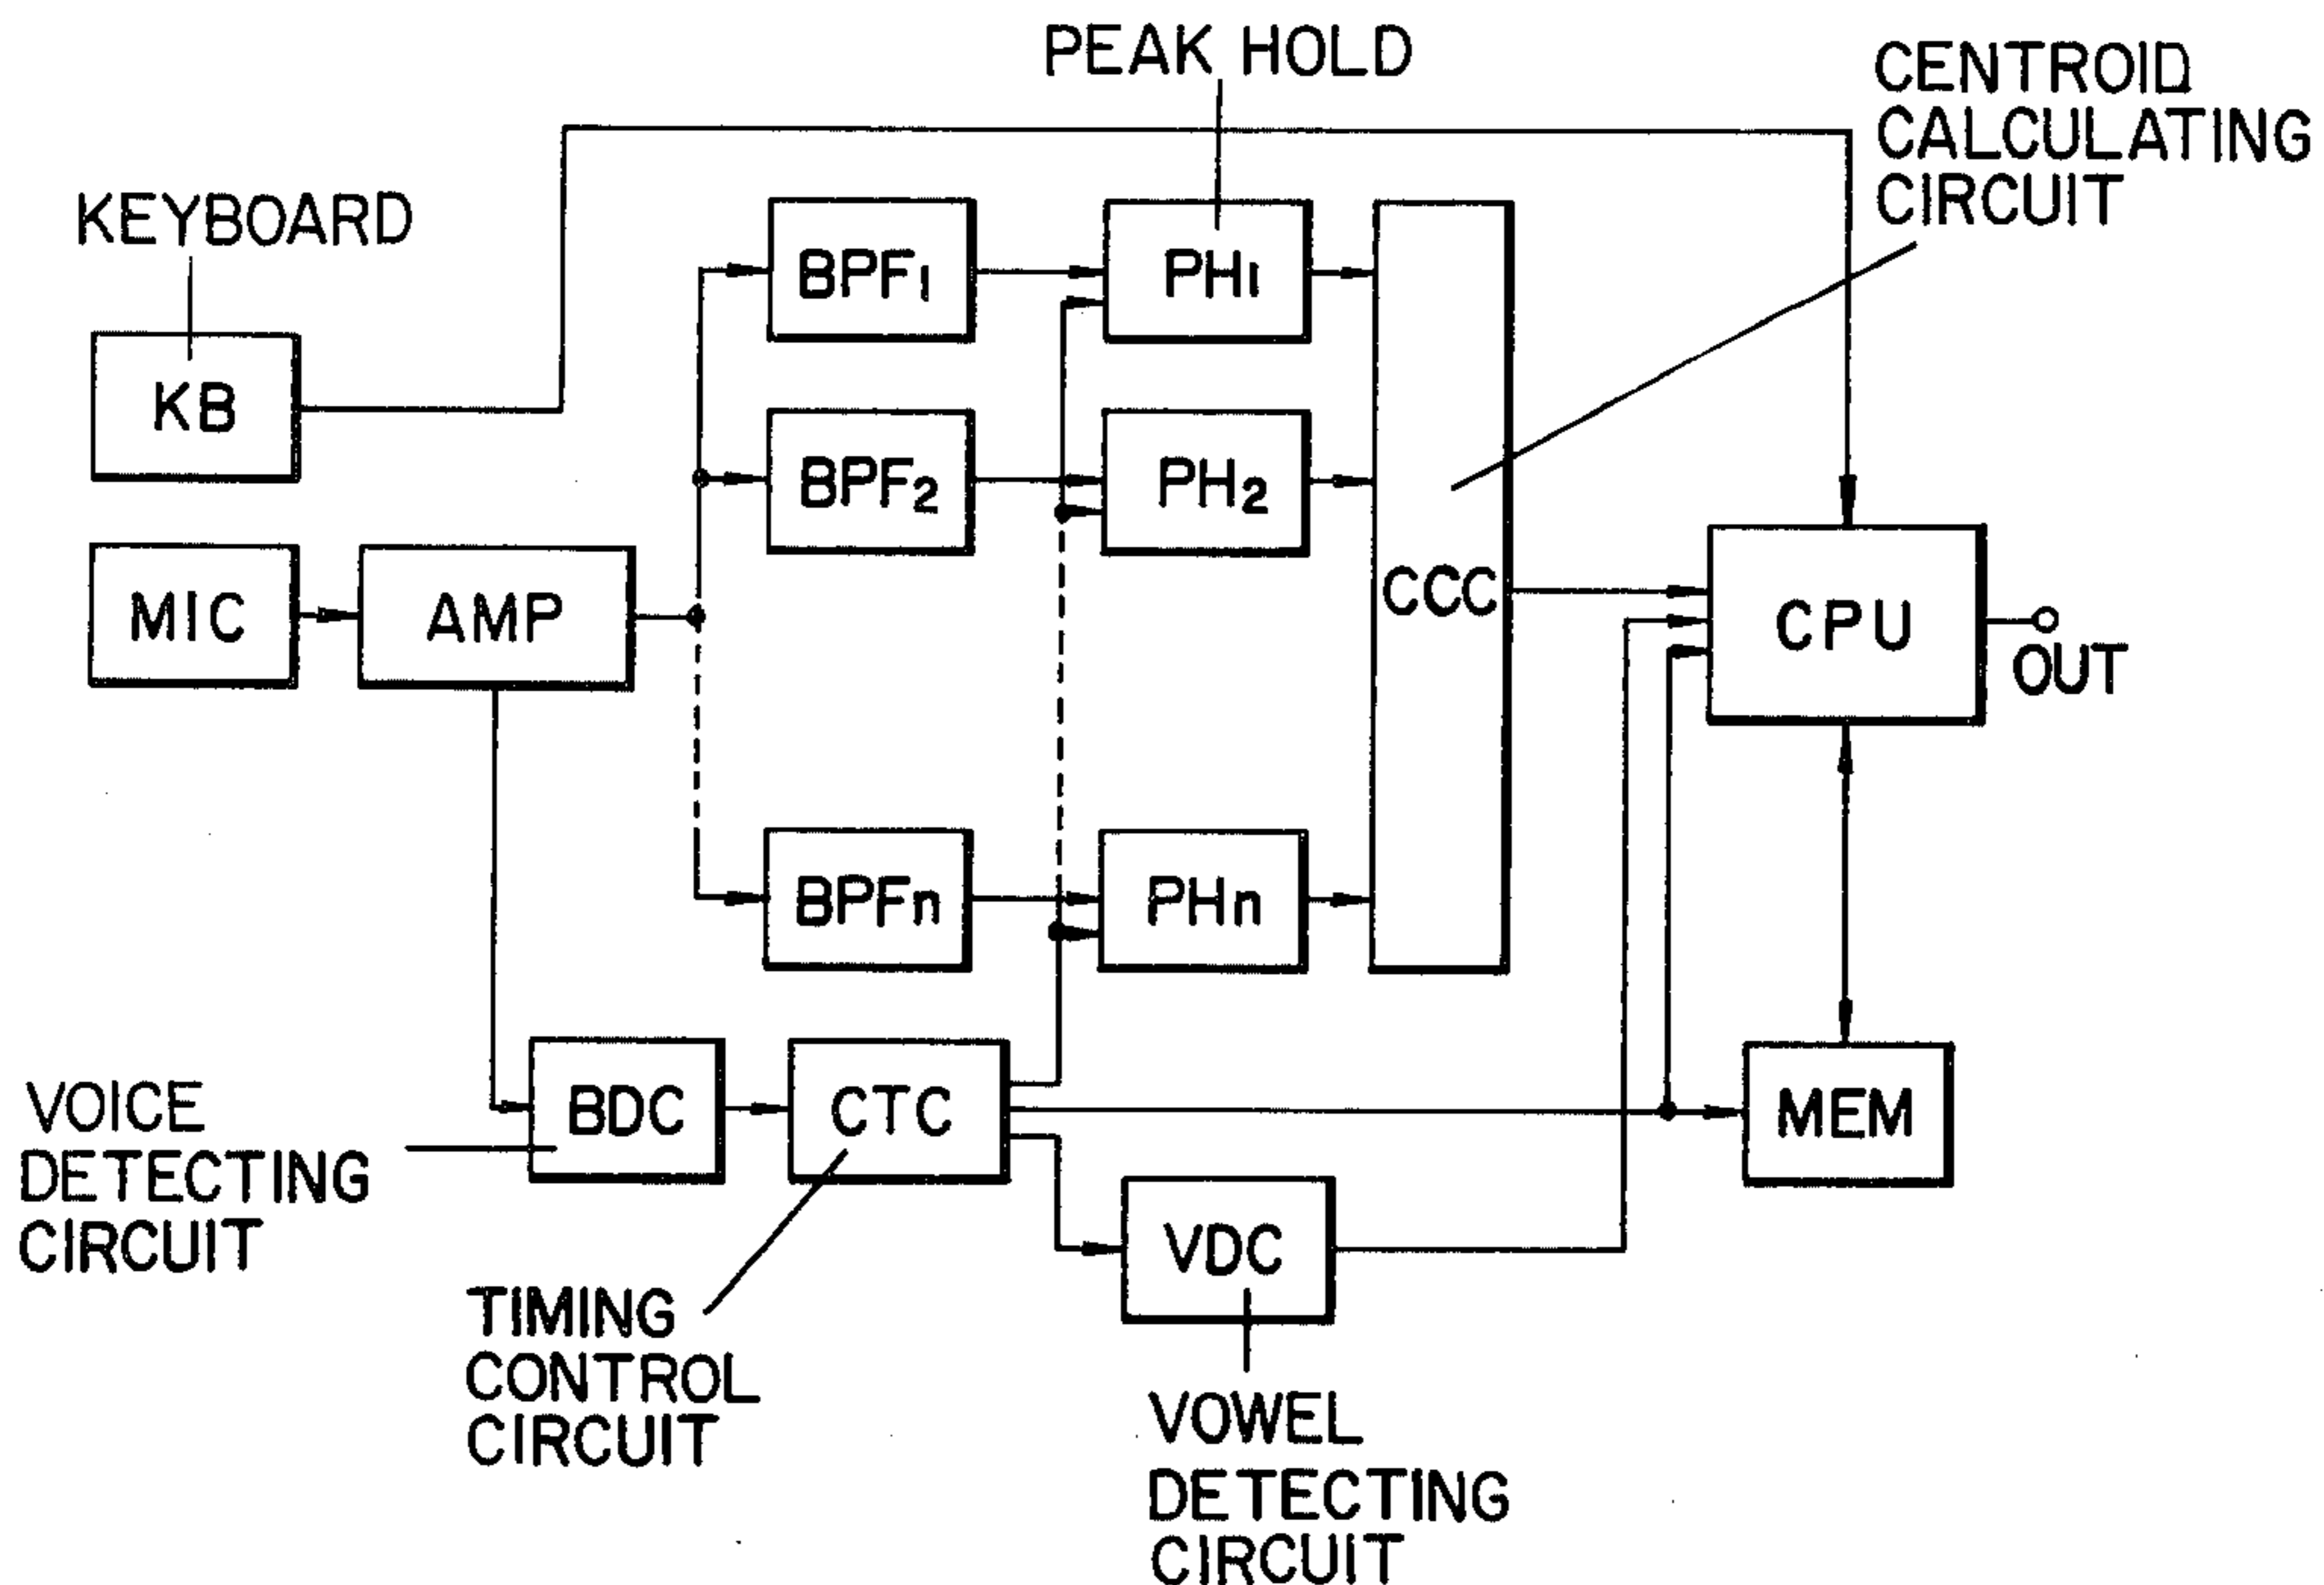 PEAK HOLD
CENTROID
CALCULATING
CIRCUIT
KEYBOARD
BPF1
PH1
KB
BPF2
PH2
MIC
AMP
CCC
CPU
OUT
BPFn
PHn
VOICE
DETECTING
CIRCUIT
BDC
CTC
MEM
VDC
TIMING
CONTROL
CIRCUIT
VOWEL
DETECTING
CIRCUIT